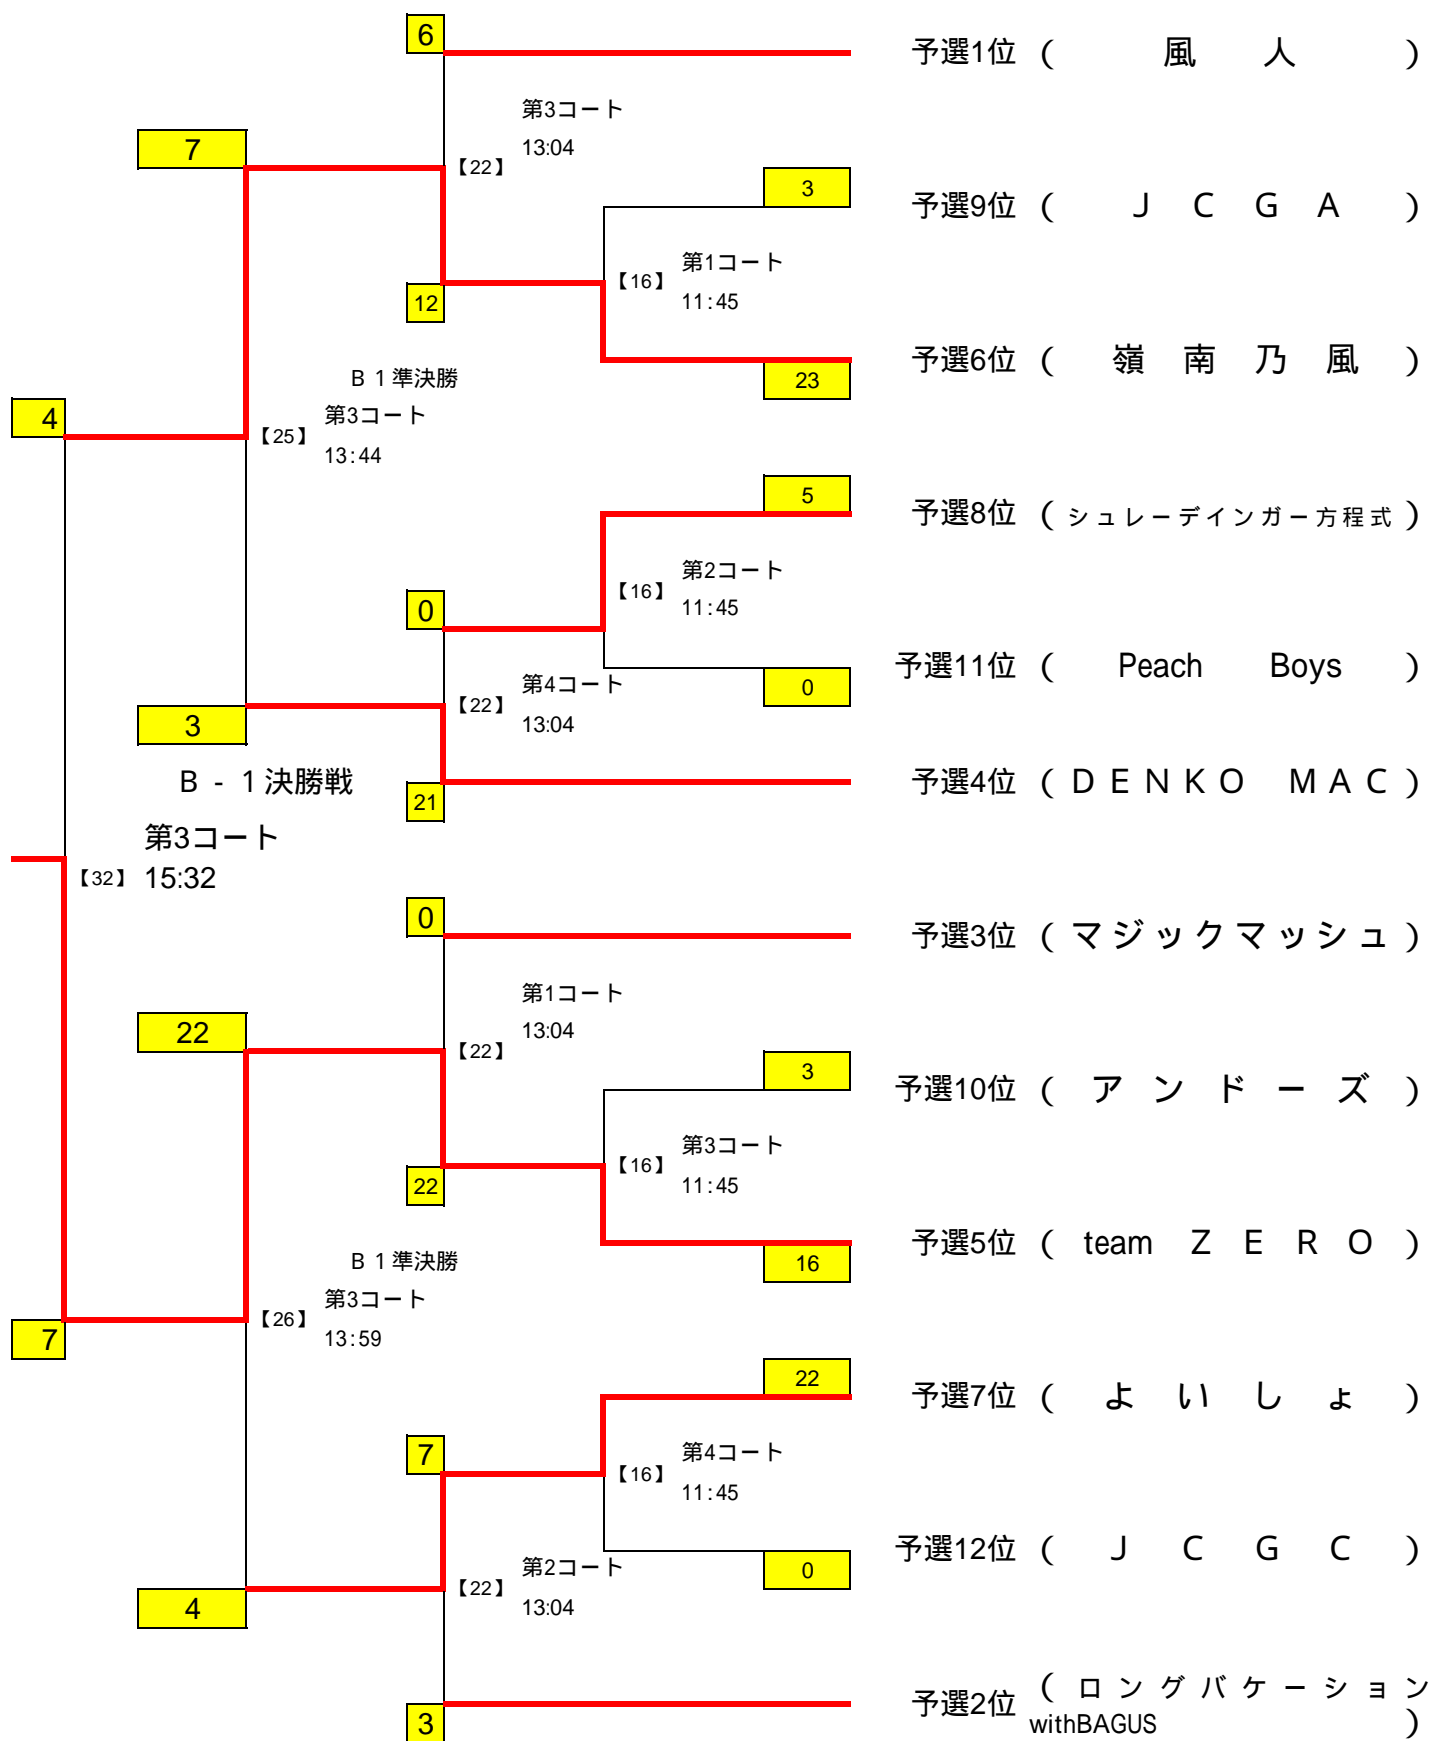 6
予選1位 ( 風 人 )
第3コート
13:04
7
【22】
3
予選9位 ( J C G A )
第1コート
【16】
11:45
12
予選6位 ( 嶺 南 乃 風 )
B 1 準決勝
23
第3コート
4
【25】
13:44
5
予選8位 ( シュレーデインガー方程式 )
第2コート
【16】
11:45
0
予選11位 ( Peach Boys )
第4コート
0
【22】
13:04
3
B - 1 決勝戦
予選4位 ( D E N K O M A C )
21
第3コート
【32】 15:32
0
予選3位 ( マジックマッシュ )
第1コート
22
13:04
【22】
3
予選10位 ( ア ン ド ー ズ )
第3コート
【16】
11:45
22
予選5位 ( team Z E R O )
B 1 準決勝
16
第3コート
【26】
13:59
7
22
予選7位 ( よ い し ょ )
7
第4コート
【16】
11:45
予選12位 ( J C G C )
第2コート
0
【22】
13:04
4
予選2位 ( ロ ン グ バ ケ ー シ ョ ン
withBAGUS )
3